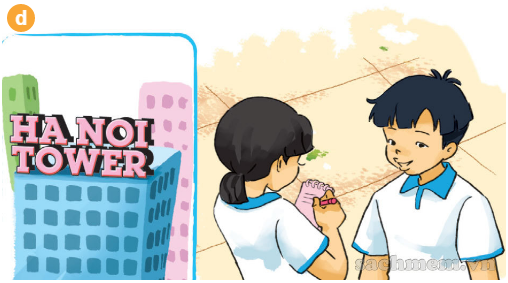 d
HA NOI
TOWER
sachmem.vn